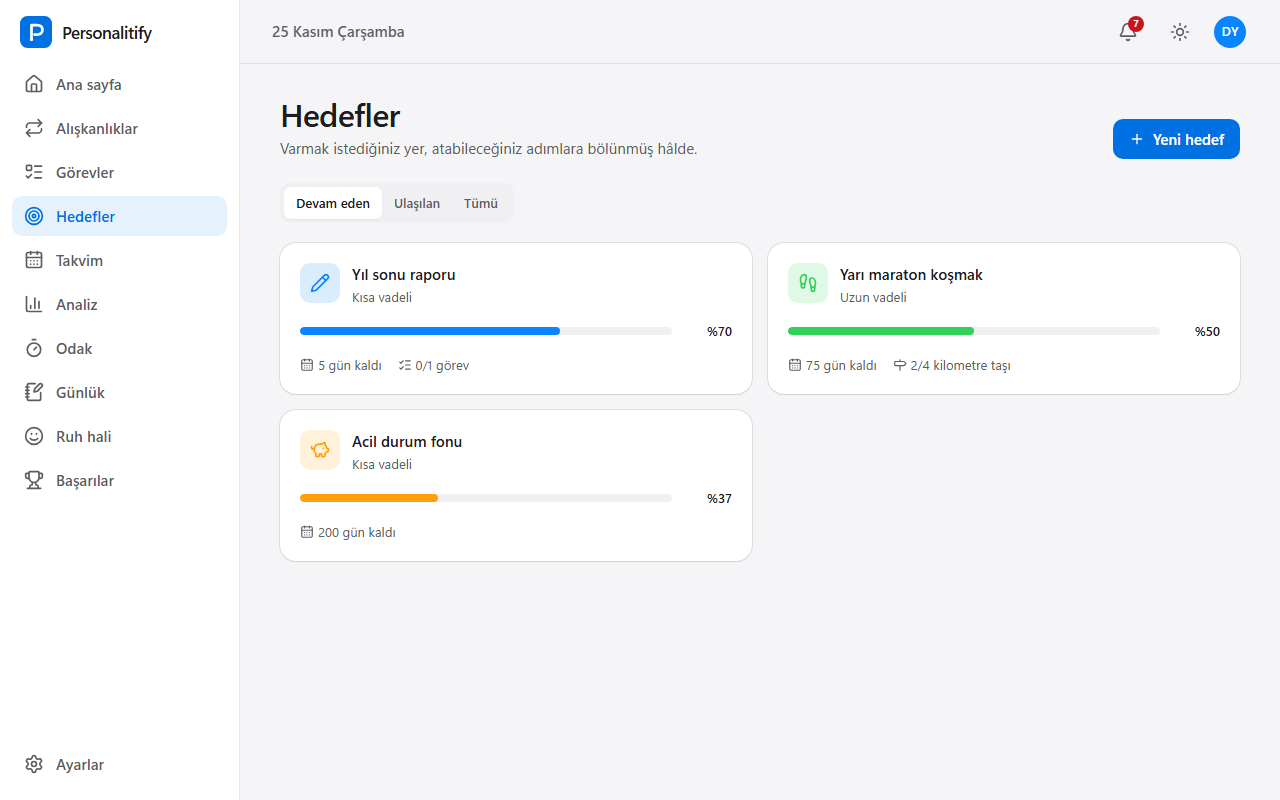 Personalitify
Ana sayfa
Alışkanlıklar
Görevler
Hedefler
Takvim
Analiz
Odak
Günlük
Ruh hali
Başarılar
Ayarlar
25 Kasım Çarşamba
7
DY
Hedefler
Varmak istediğiniz yer, atabileceğiniz adımlara bölünmüş hâlde.
Yeni hedef
Devam eden Ulaşılan Tümü
Yıl sonu raporu
Kısa vadeli
%70
5 gün kaldı 0/1 görev
Yarı maraton koşmak
Uzun vadeli
%50
75 gün kaldı 2/4 kilometre taşı
Acil durum fonu
Kısa vadeli
%37
200 gün kaldı